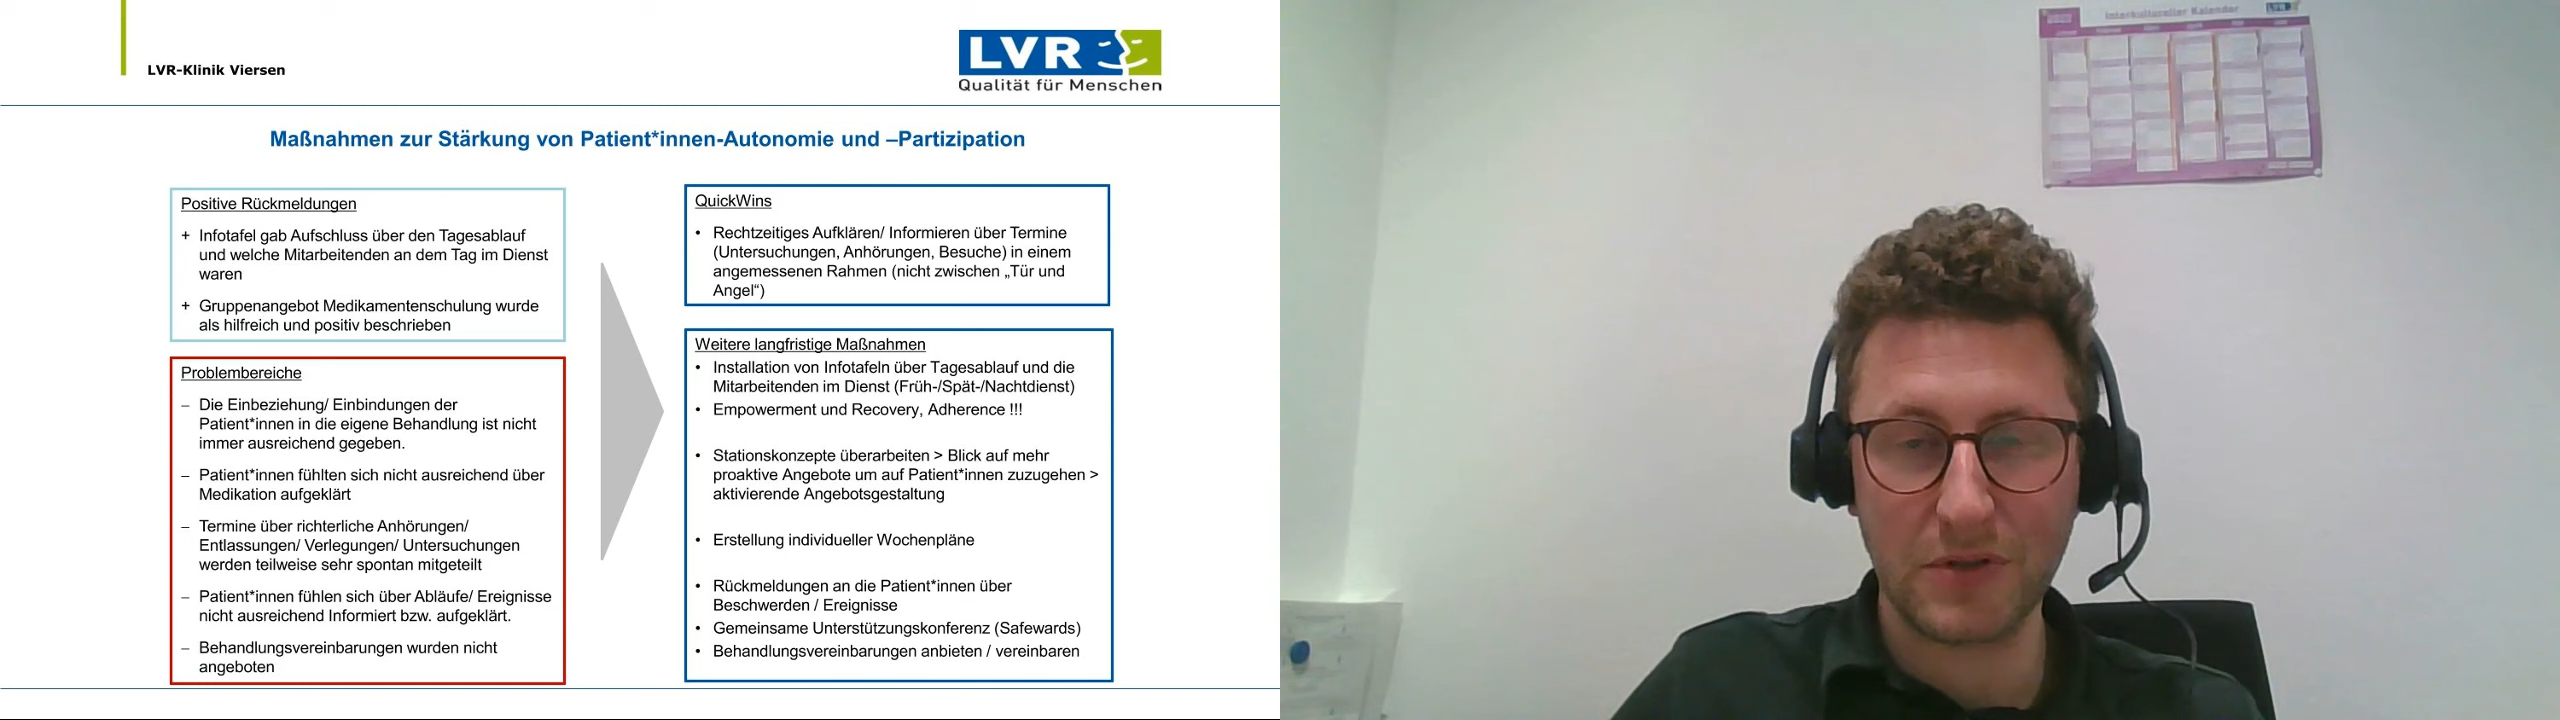 LVR-Klinik Viersen
LVR
Qualität für Menschen
Maßnahmen zur Stärkung von Patient*innen-Autonomie und –Partizipation
Positive Rückmeldungen
+ Infotafel gab Aufschluss über den Tagesablauf
und welche Mitarbeitenden an dem Tag im Dienst
waren
+ Gruppenangebot Medikamentenschulung wurde
als hilfreich und positiv beschrieben
Problembereiche
– Die Einbeziehung/ Einbindungen der
Patient*innen in die eigene Behandlung ist nicht
immer ausreichend gegeben.
– Patient*innen fühlten sich nicht ausreichend über
Medikation aufgeklärt
– Termine über richterliche Anhörungen/
Entlassungen/ Verlegungen/ Untersuchungen
werden teilweise sehr spontan mitgeteilt
– Patient*innen fühlen sich über Abläufe/ Ereignisse
nicht ausreichend Informiert bzw. aufgeklärt.
– Behandlungsvereinbarungen wurden nicht
angeboten
QuickWins
• Rechtzeitiges Aufklären/ Informieren über Termine
(Untersuchungen, Anhörungen, Besuche) in einem
angemessenen Rahmen (nicht zwischen „Tür und
Angel“)
Weitere langfristige Maßnahmen
• Installation von Infotafeln über Tagesablauf und die
Mitarbeitenden im Dienst (Früh-/Spät-/Nachtdienst)
• Empowerment und Recovery, Adherence !!!
• Stationskonzepte überarbeiten > Blick auf mehr
proaktive Angebote um auf Patient*innen zuzugehen >
aktivierende Angebotsgestaltung
• Erstellung individueller Wochenpläne
• Rückmeldungen an die Patient*innen über
Beschwerden / Ereignisse
• Gemeinsame Unterstützungskonferenz (Safewards)
• Behandlungsvereinbarungen anbieten / vereinbaren
Interkultureller Kalender
LVR